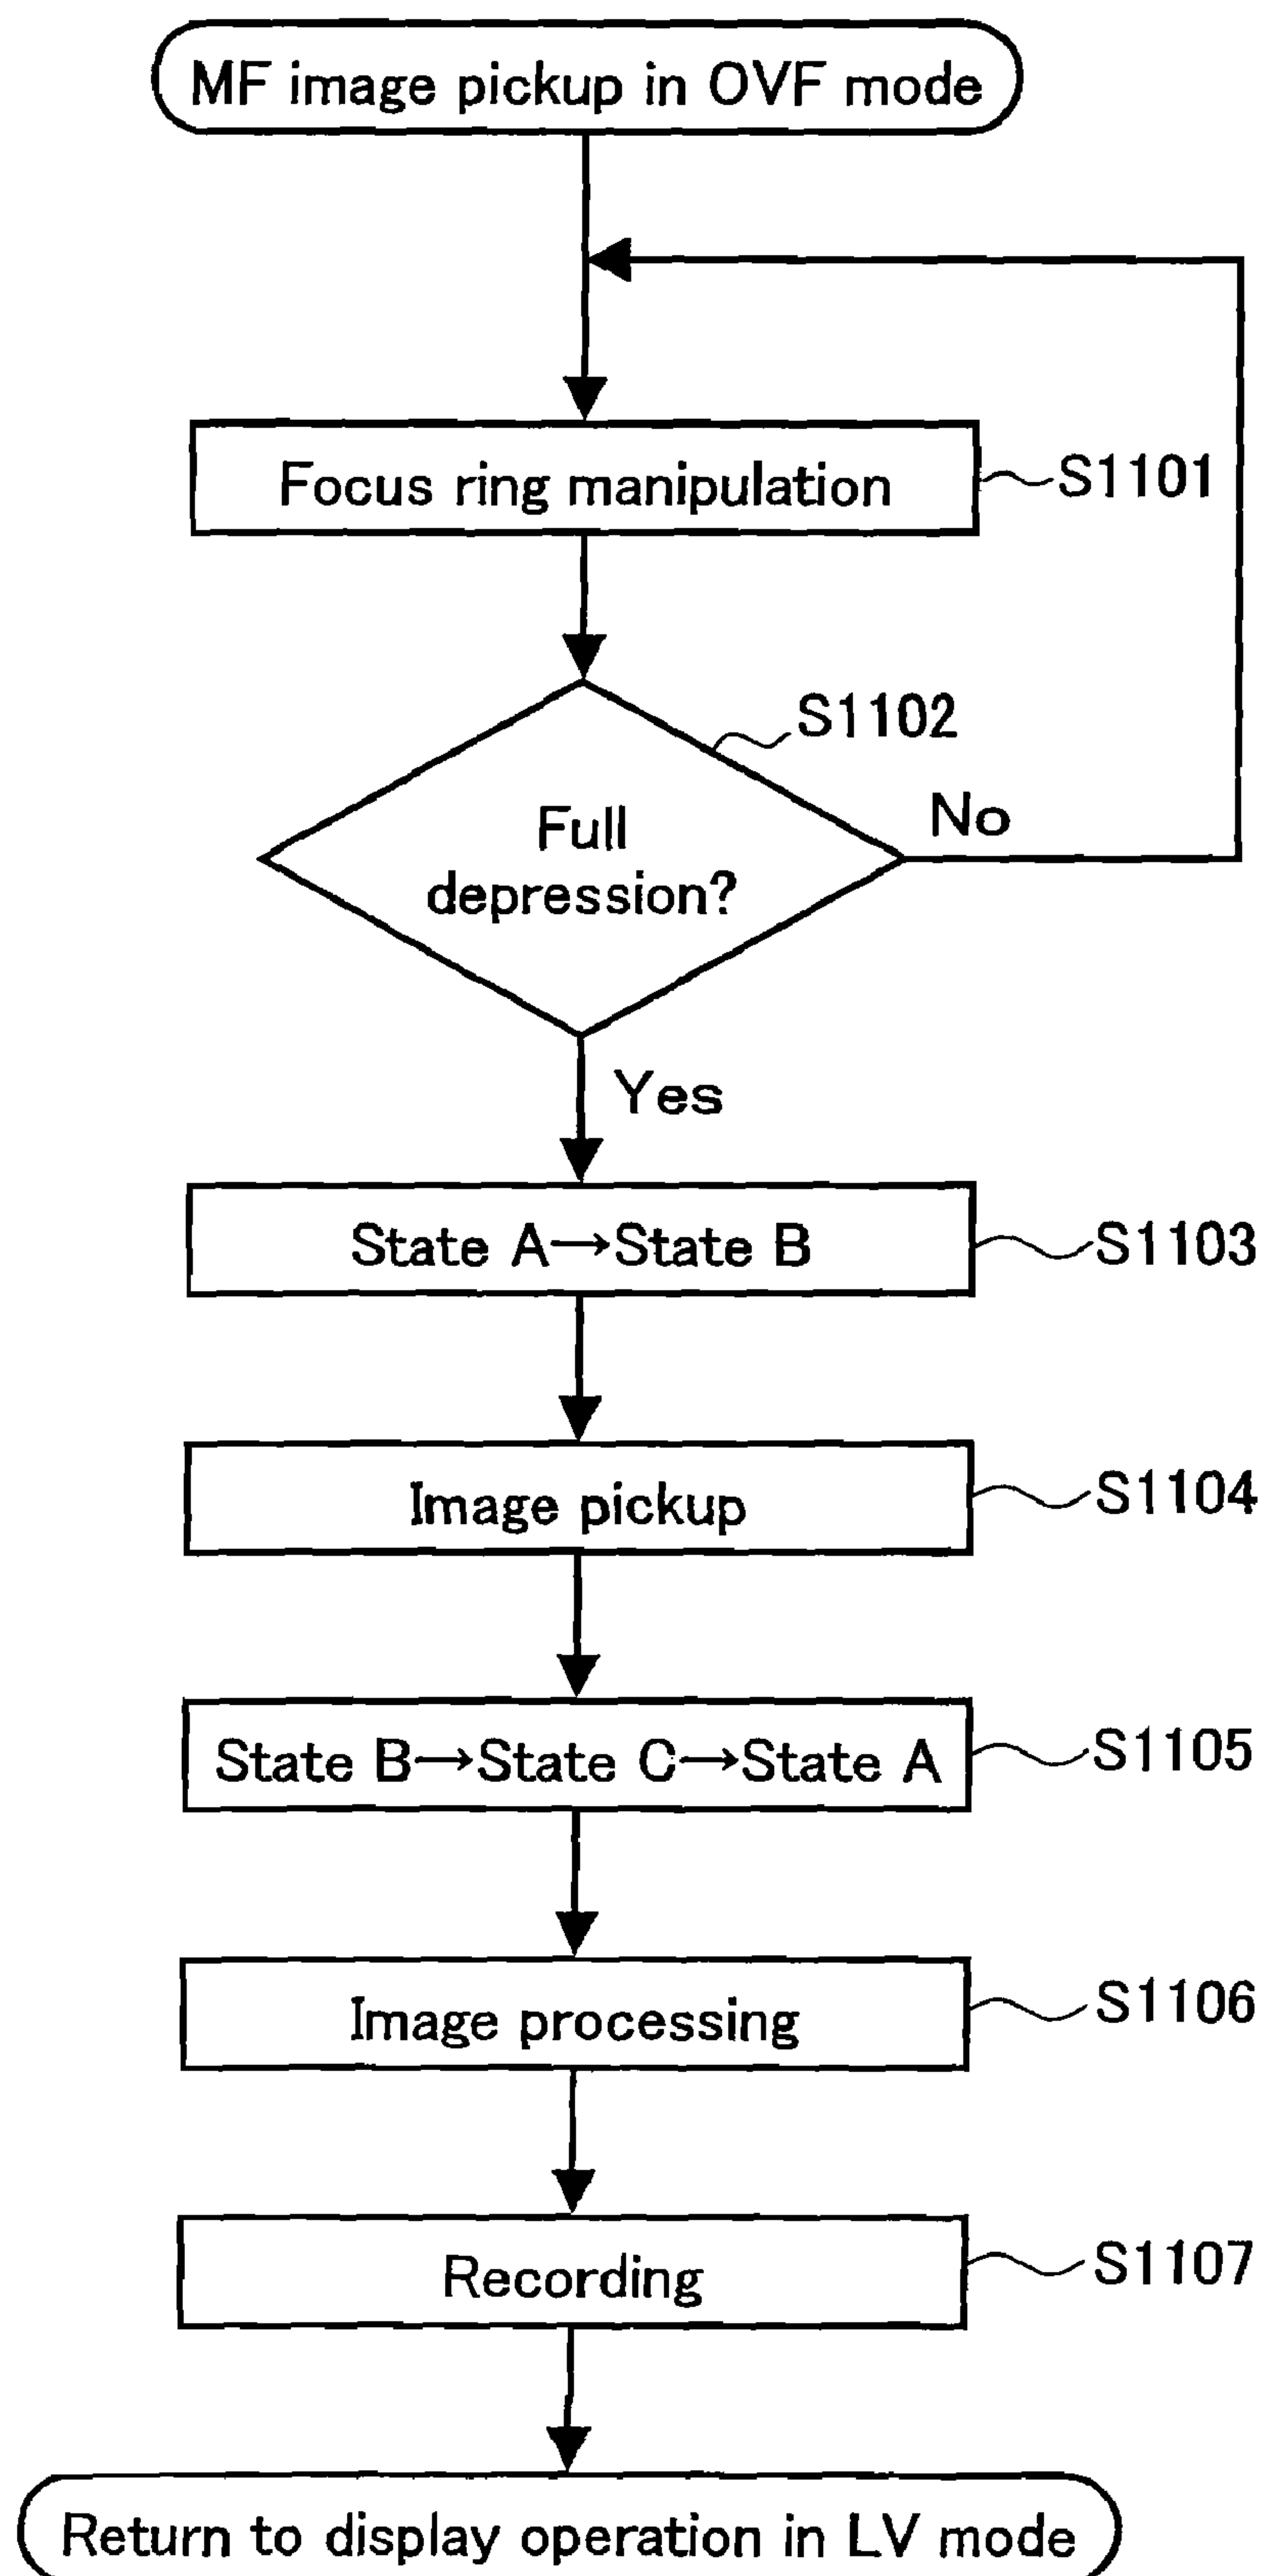 MF image pickup in OVF mode
Focus ring manipulation
S1101
S1102
Full
depression?
No
Yes
State A→State B
S1103
Image pickup
S1104
State B→State C→State A
S1105
Image processing
S1106
Recording
S1107
Return to display operation in LV mode